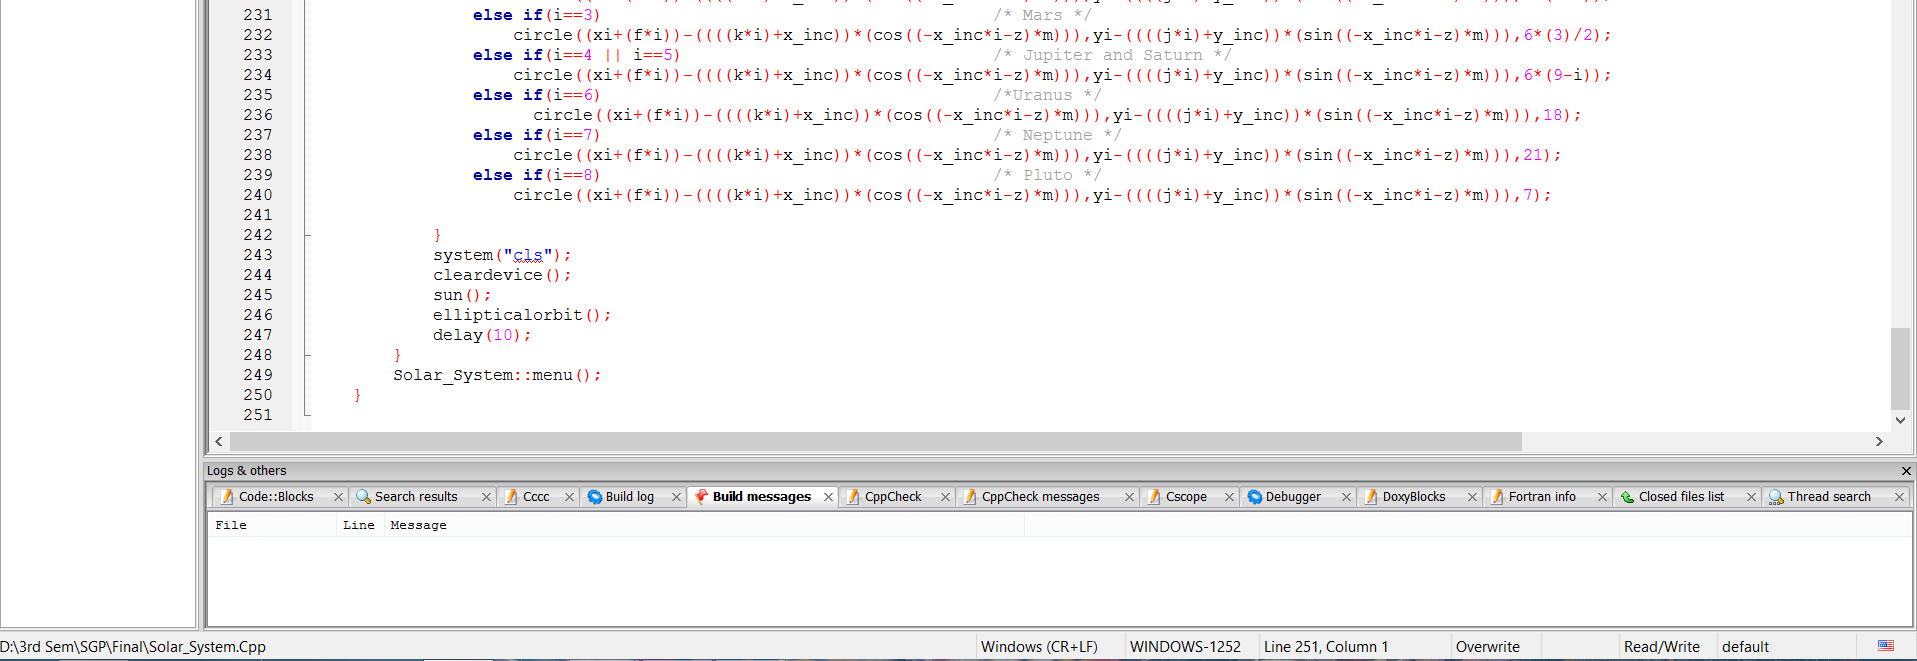 231 else if(i==3) /* Mars */
232 circle((xi+(f*i))-((((k*i)+x_inc))*(cos((-x_inc*i-z)*m))),yi-((((j*i)+y_inc))*(sin((-x_inc*i-z)*m))),6*(3)/2);
233 else if(i==4 || i==5) /* Jupiter and Saturn */
234 circle((xi+(f*i))-((((k*i)+x_inc))*(cos((-x_inc*i-z)*m))),yi-((((j*i)+y_inc))*(sin((-x_inc*i-z)*m))),6*(9-i));
235 else if(i==6) /*Uranus */
236 circle((xi+(f*i))-((((k*i)+x_inc))*(cos((-x_inc*i-z)*m))),yi-((((j*i)+y_inc))*(sin((-x_inc*i-z)*m))),18);
237 else if(i==7) /* Neptune */
238 circle((xi+(f*i))-((((k*i)+x_inc))*(cos((-x_inc*i-z)*m))),yi-((((j*i)+y_inc))*(sin((-x_inc*i-z)*m))),21);
239 else if(i==8) /* Pluto */
240 circle((xi+(f*i))-((((k*i)+x_inc))*(cos((-x_inc*i-z)*m))),yi-((((j*i)+y_inc))*(sin((-x_inc*i-z)*m))),7);
241
242 }
243 system("cls");
244 cleardevice();
245 sun();
246 ellipticalorbit();
247 delay(10);
248 }
249 Solar_System::menu();
250 }
251
Logs & others
Code::Blocks Search results Cccc Build log Build messages CppCheck CppCheck messages Cscope Debugger DoxyBlocks Fortran info Closed files list Thread search
File Line Message
D:\3rd Sem\SGP\Final\Solar_System.Cpp Windows (CR+LF) WINDOWS-1252 Line 251, Column 1 Overwrite Read/Write default